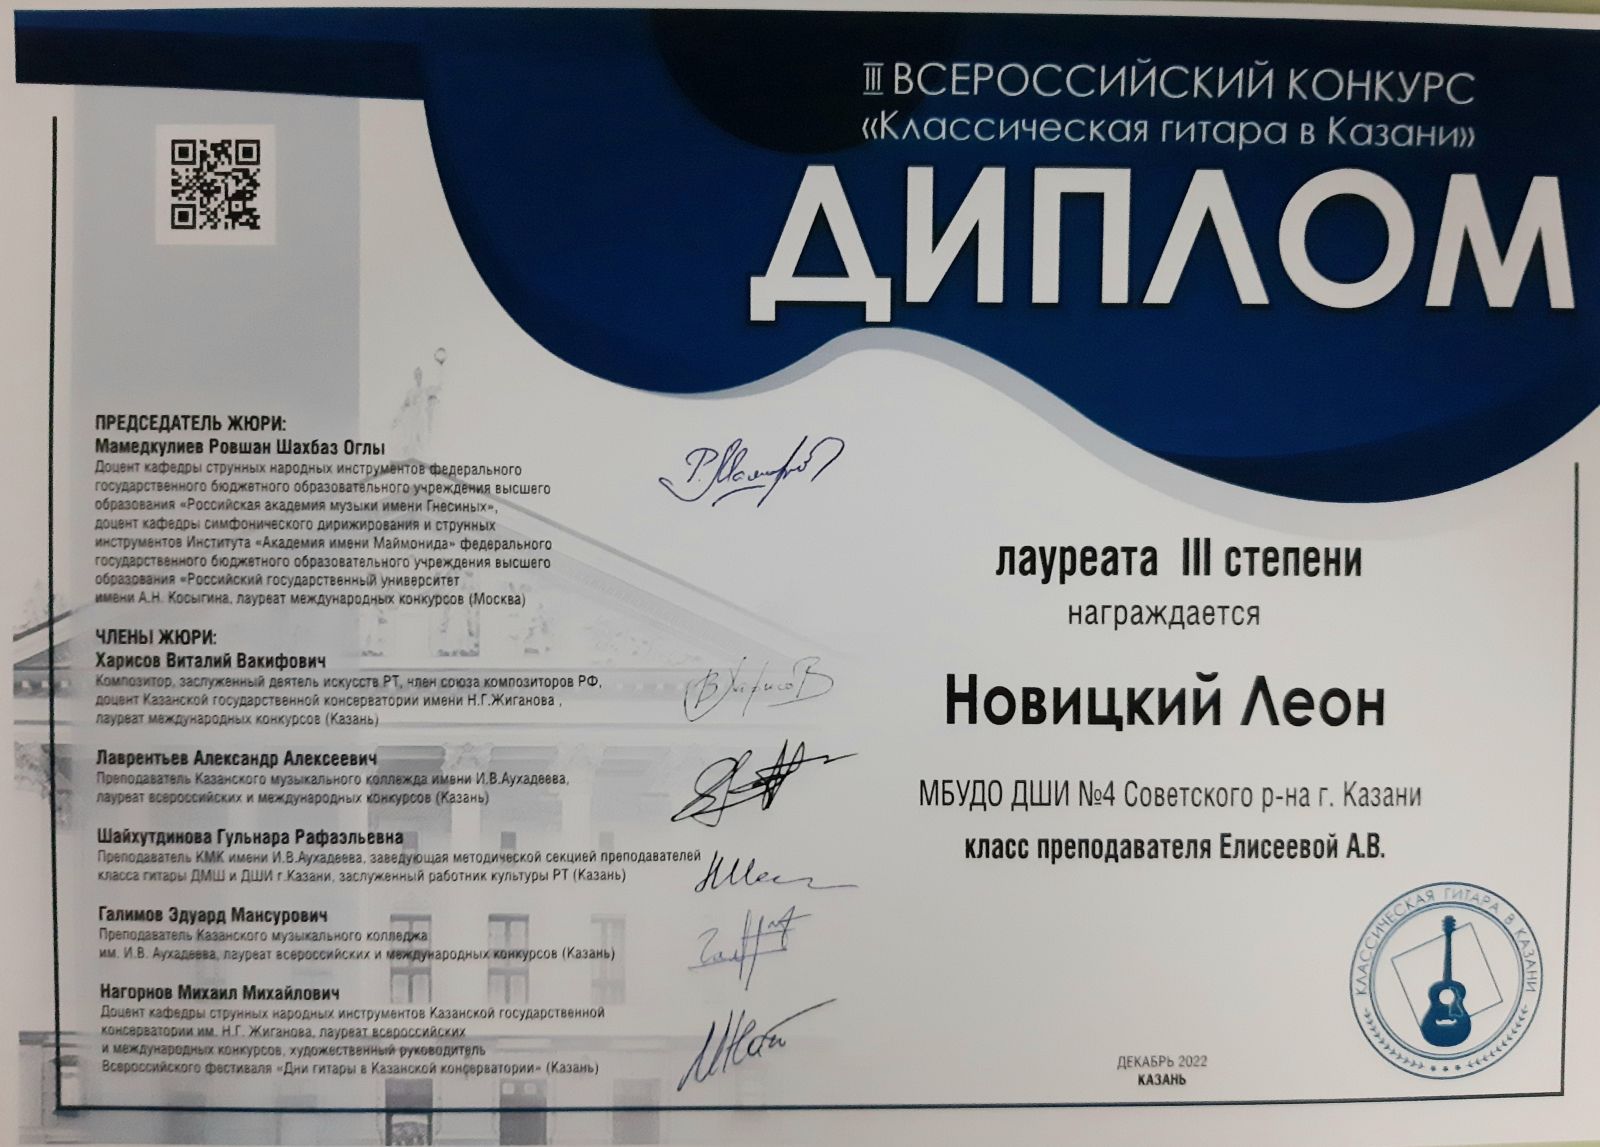 III ВСЕРОССИЙСКИЙ КОНКУРС
«Классическая гитара в Казани»
ДИПЛОМ
ПРЕДСЕДАТЕЛЬ ЖЮРИ:
Мамедкулиев Ровшан Шахбаз Оглы
Доцент кафедры струнных народных инструментов федерального
государственного бюджетного образовательного учреждения высшего
образования «Российская академия музыки имени Гнесиных»,
доцент кафедры симфонического дирижирования и струнных
инструментов Института «Академия имени Маймонида» федерального
государственного бюджетного образовательного учреждения высшего
образования «Российский государственный университет
имени А.Н. Косыгина, лауреат международных конкурсов (Москва)
ЧЛЕНЫ ЖЮРИ:
Харисов Виталий Вакифович
Композитор, заслуженный деятель искусств РТ, член союза композиторов РФ,
доцент Казанской государственной консерватории имени Н.Г.Жиганова ,
лауреат международных конкурсов (Казань)
Лаврентьев Александр Алексеевич
Преподаватель Казанского музыкального коллежда имени И.В.Аухадеева,
лауреат всероссийских и международных конкурсов (Казань)
Шайхутдинова Гульнара Рафаэльевна
Преподаватель КМК имени И.В.Аухадеева, заведующая методической секцией преподавателей
класса гитары ДМШ и ДШИ г.Казани, заслуженный работник культуры РТ (Казань)
Галимов Эдуард Мансурович
Преподаватель Казанского музыкального колледжа
им. И.В. Аухадеева, лауреат всероссийских и международных конкурсов (Казань)
Нагорнов Михаил Михайлович
Доцент кафедры струнных народных инструментов Казанской государственной
консерватории им. Н.Г. Жиганова, лауреат всероссийских
и международных конкурсов, художественный руководитель
Всероссийского фестиваля «Дни гитары в Казанской консерватории» (Казань)
лауреата III степени
награждается
Новицкий Леон
МБУДО ДШИ №4 Советского р-на г. Казани
класс преподавателя Елисеевой А.В.
КЛАССИЧЕСКАЯ ГИТАРА В КАЗАНИ
ДЕКАБРЬ 2022
КАЗАНЬ